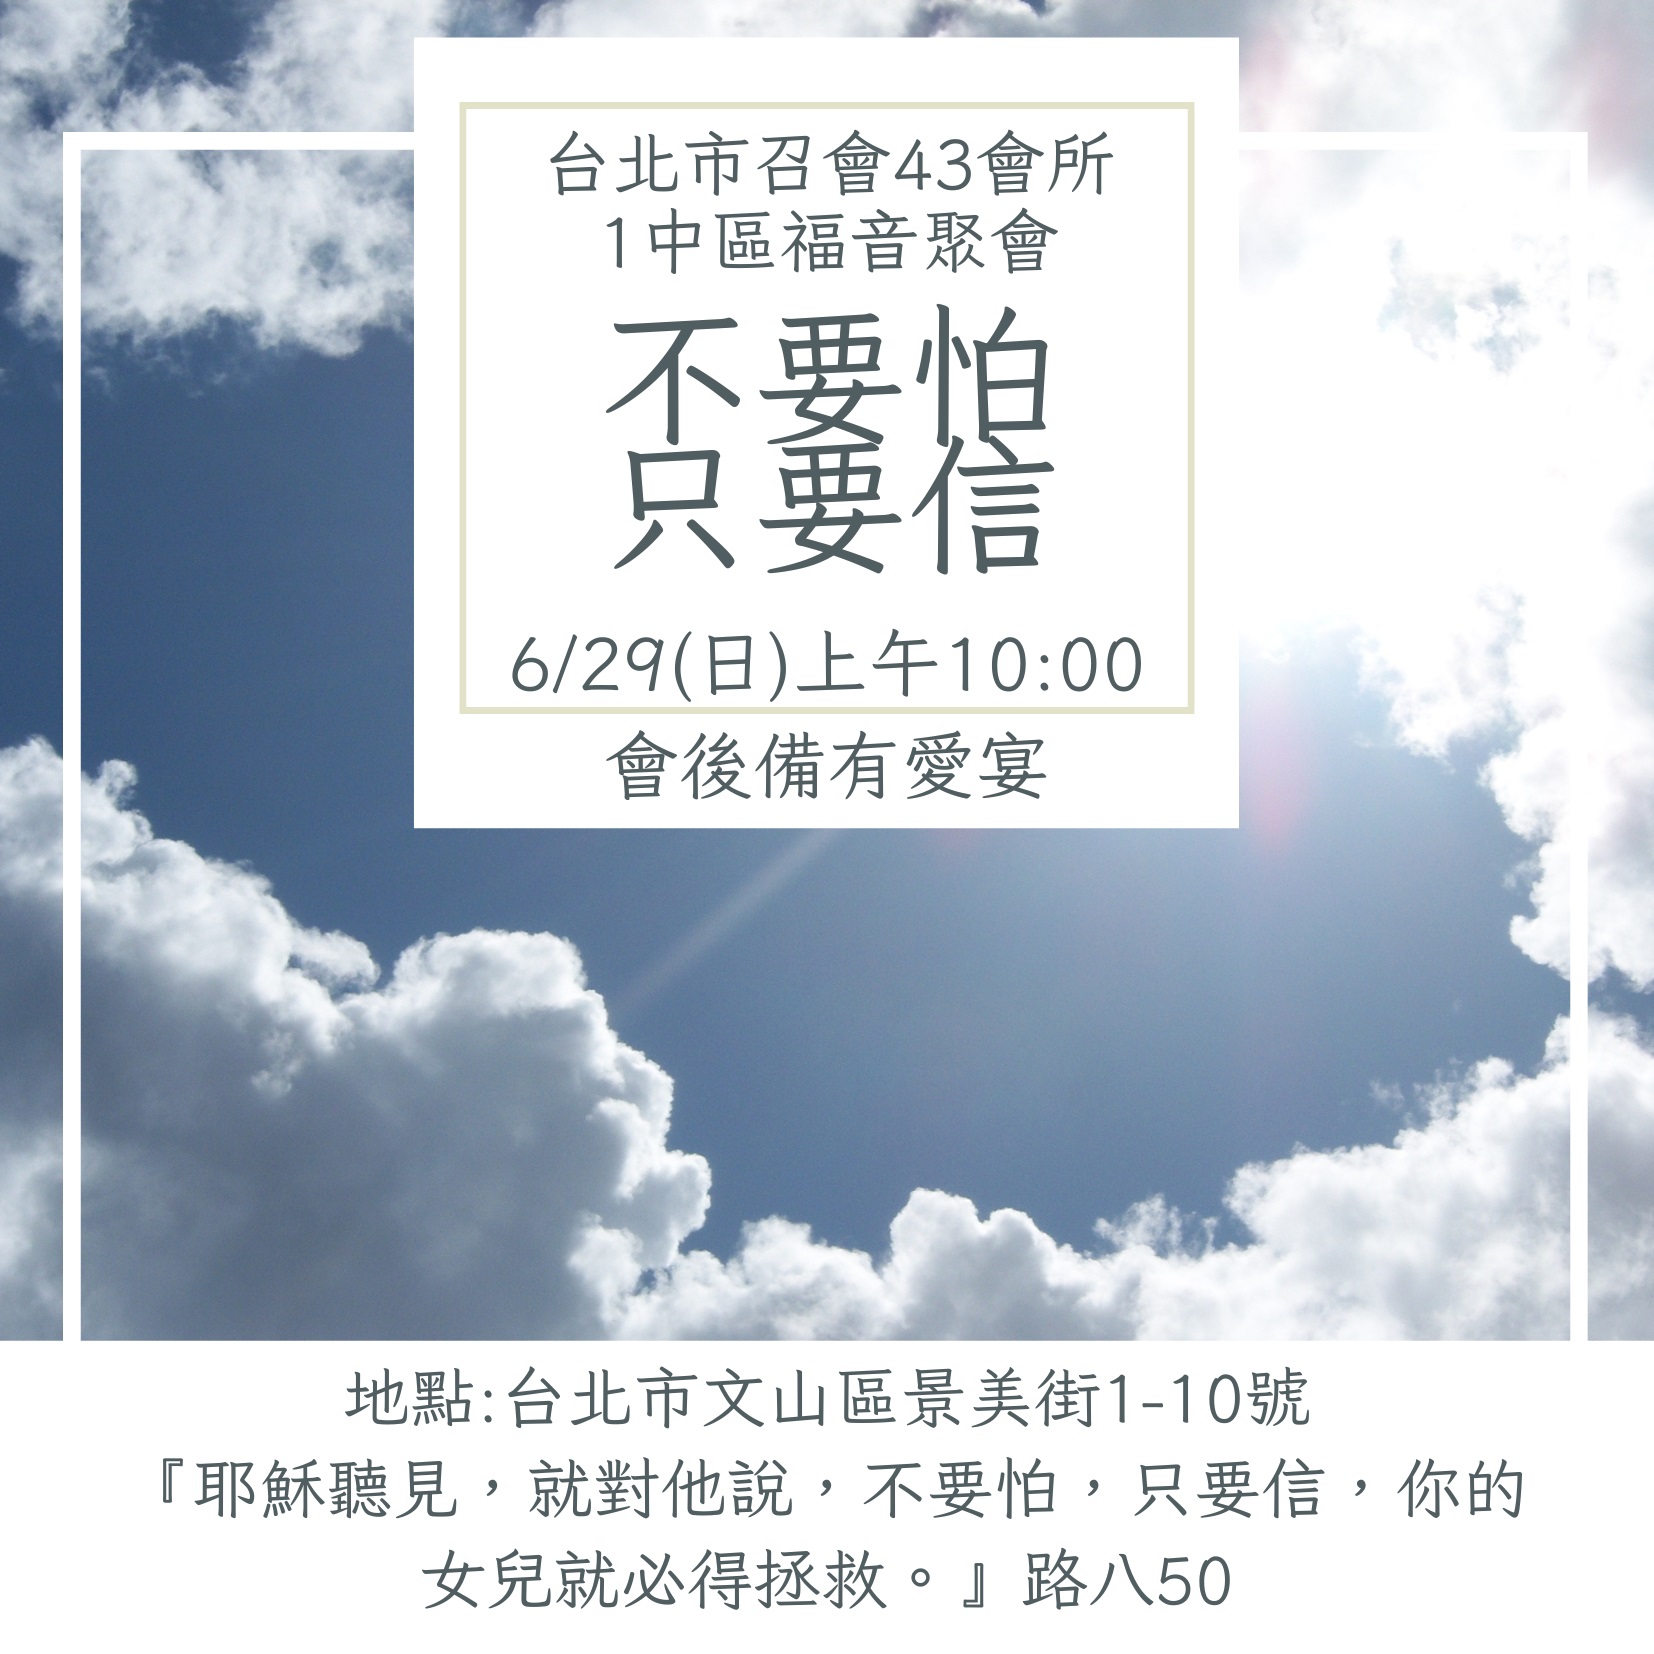 台北市召會43會所
1中區福音聚會
不要怕
只要信
6/29(日)上午10:00
會後備有愛宴
地點:台北市文山區景美街1-10號
『耶穌聽見，就對他說，不要怕，只要信，你的
女兒就必得拯救。』路八50